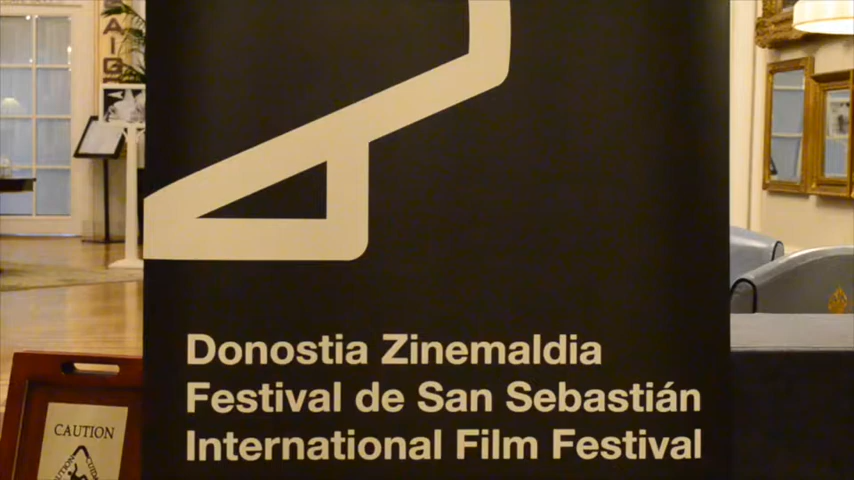 Donostia Zinemaldia
Festival de San Sebastián
International Film Festival
CAUTION